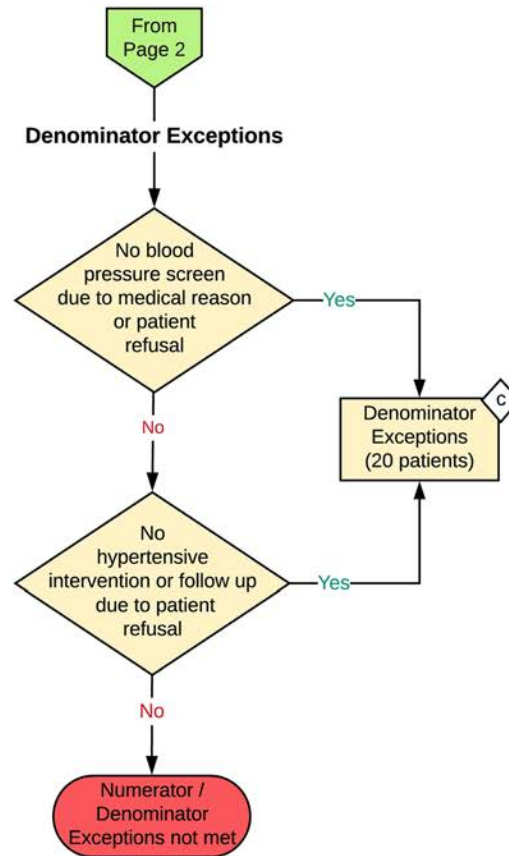 From
Page 2
Denominator Exceptions
No blood
pressure screen
due to medical reason
or patient
refusal
Yes
c
Denominator
Exceptions
(20 patients)
No
No
hypertensive
intervention or follow up
due to patient
refusal
Yes
No
Numerator /
Denominator
Exceptions not met